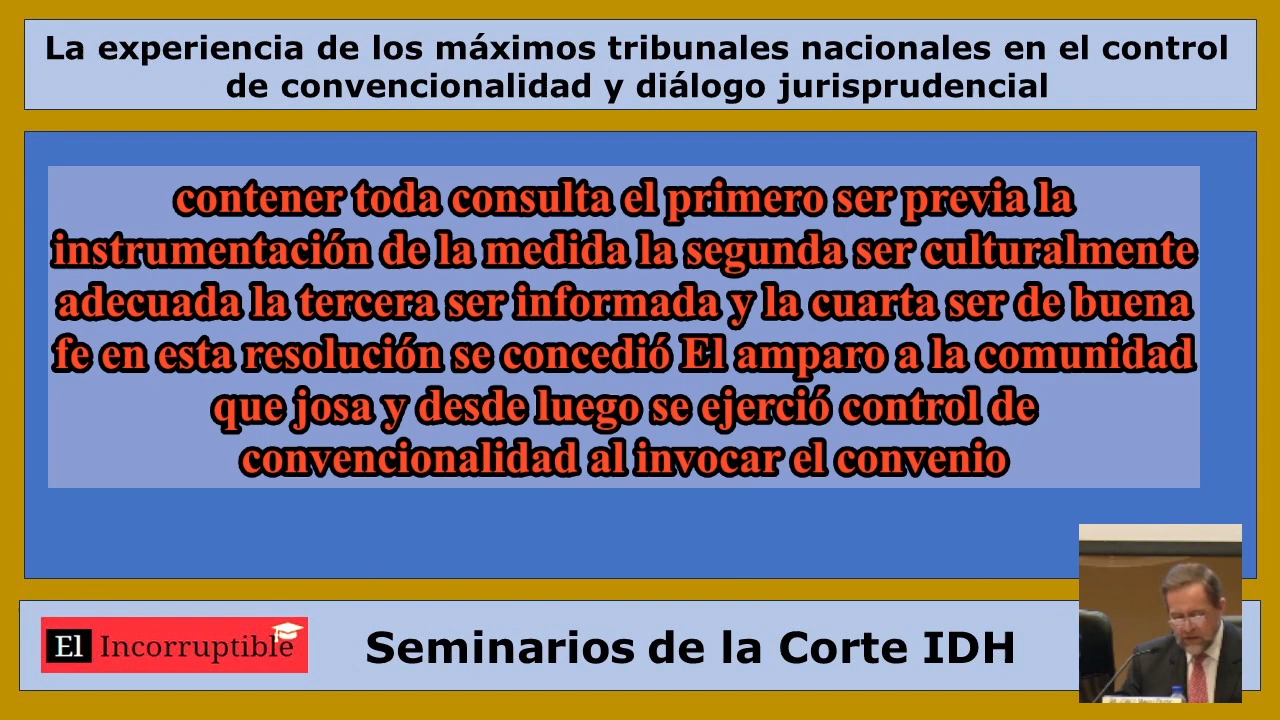 La experiencia de los máximos tribunales nacionales en el control
de convencionalidad y diálogo jurisprudencial
contener toda consulta el primero ser previa la
instrumentación de la medida la segunda ser culturalmente
adecuada la tercera ser informada y la cuarta ser de buena
fe en esta resolución se concedió El amparo a la comunidad
que josa y desde luego se ejerció control de
convencionalidad al invocar el convenio
El Incorruptible
Seminarios de la Corte IDH